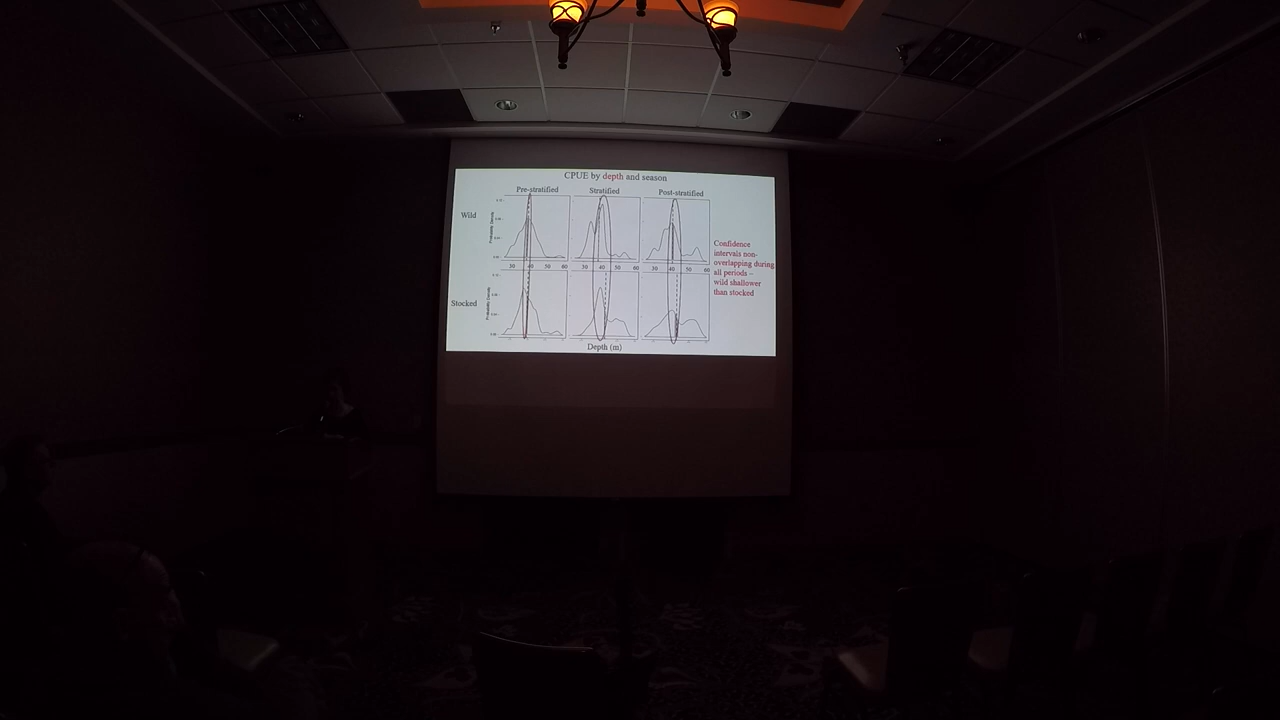 CPUE by depth and season
Pre-stratified Stratified Post-stratified
Wild
30 40 50 60 30 40 50 60 30 40 50 60
Stocked
Depth (m)
Confidence
intervals non-
overlapping during
all periods –
wild shallower
than stocked